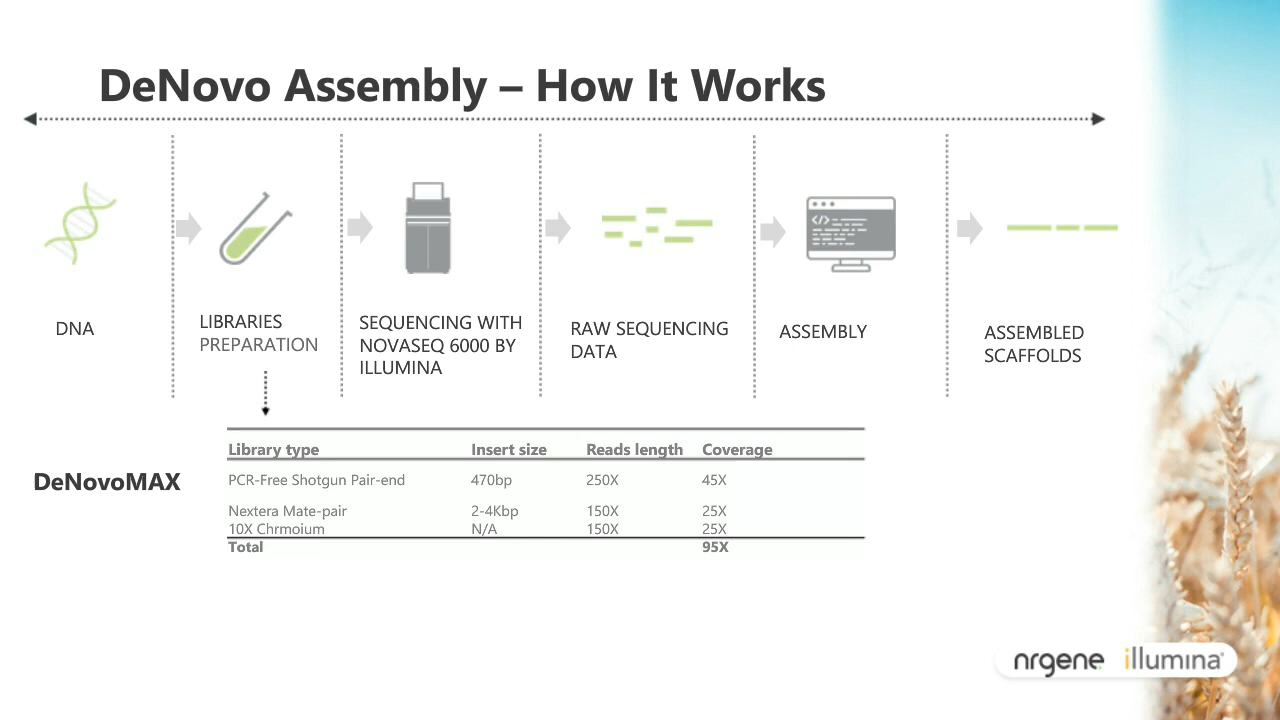 DeNovo Assembly – How It Works
DNA
LIBRARIES
PREPARATION
SEQUENCING WITH
NOVASEQ 6000 BY
ILLUMINA
RAW SEQUENCING
DATA
</>
ASSEMBLY
ASSEMBLED
SCAFFOLDS
DeNovoMAX
Library type Insert size Reads length Coverage
PCR-Free Shotgun Pair-end 470bp 250X 45X
Nextera Mate-pair 2-4Kbp 150X 25X
10X Chrmoium N/A 150X 25X
Total 95X
nrgene illumina®